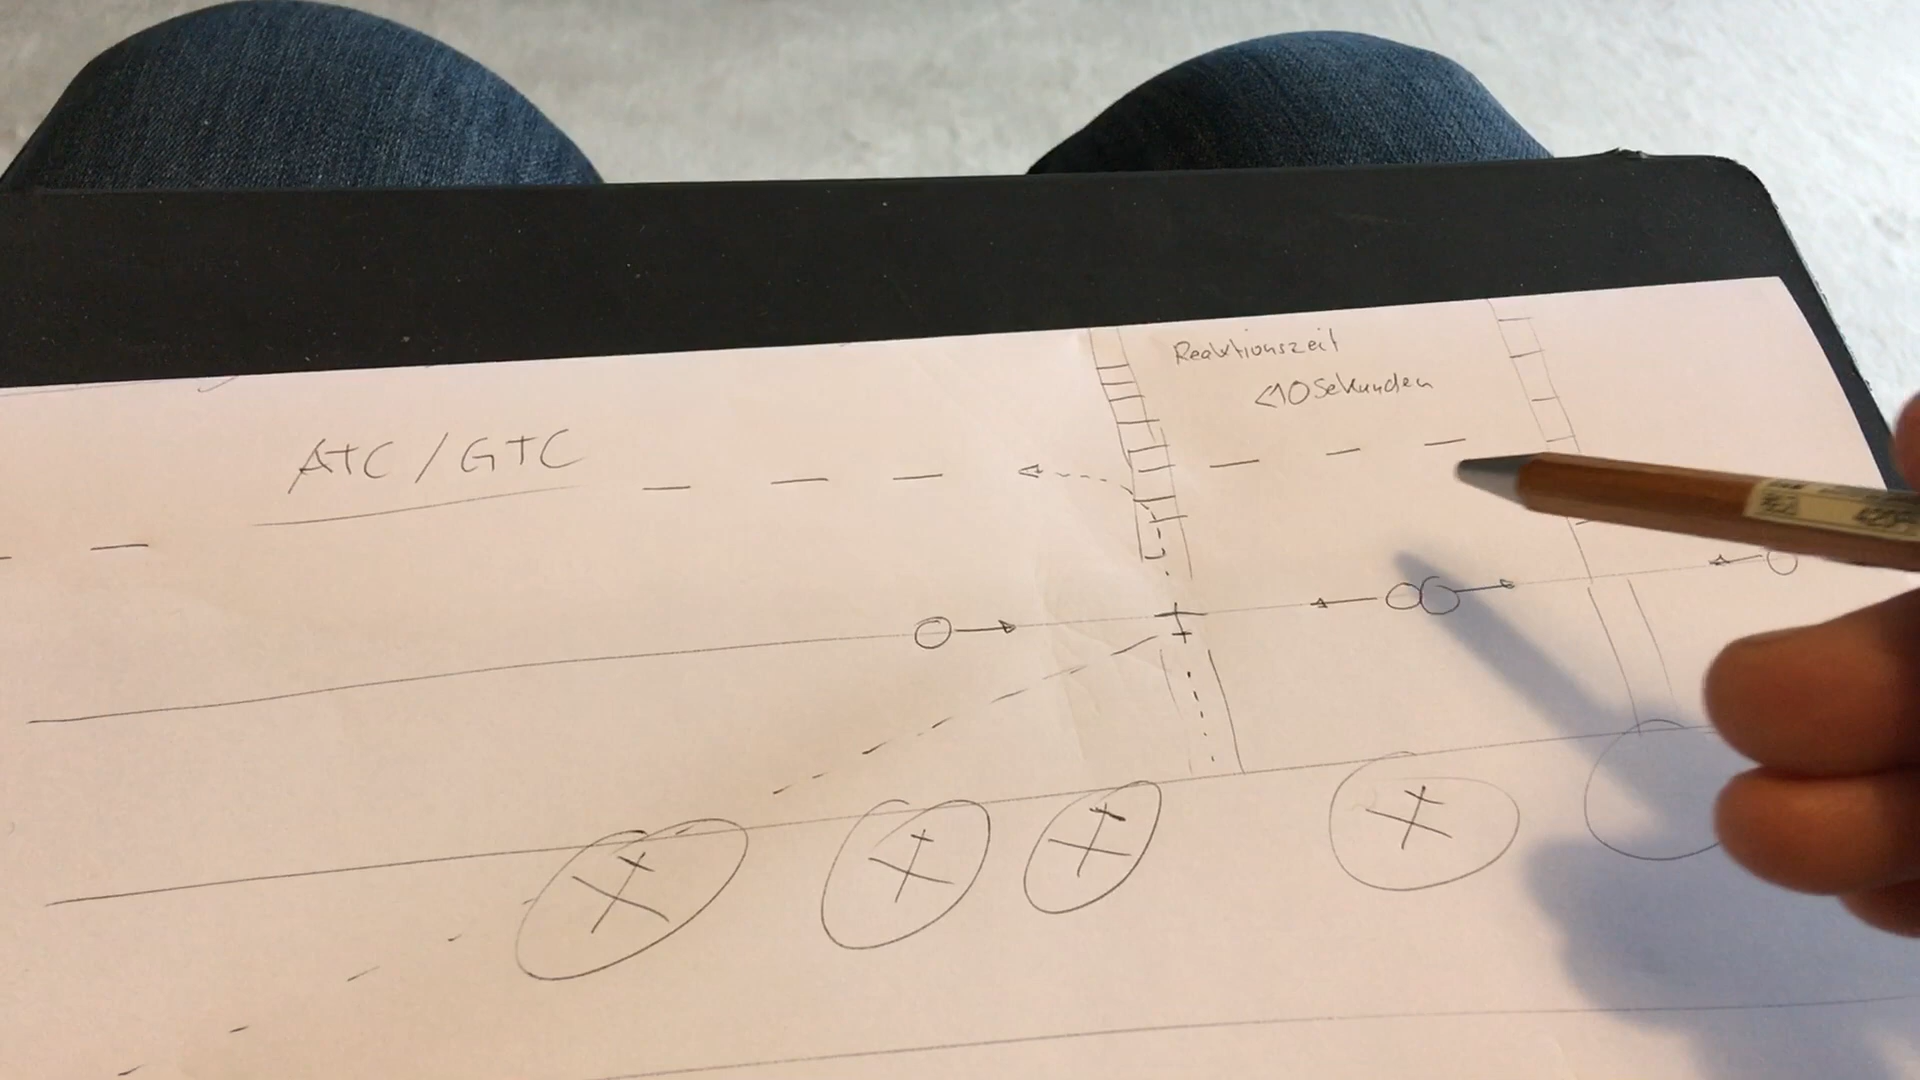 Reaktionszeit
<10 Sekunden
ATC / GTC